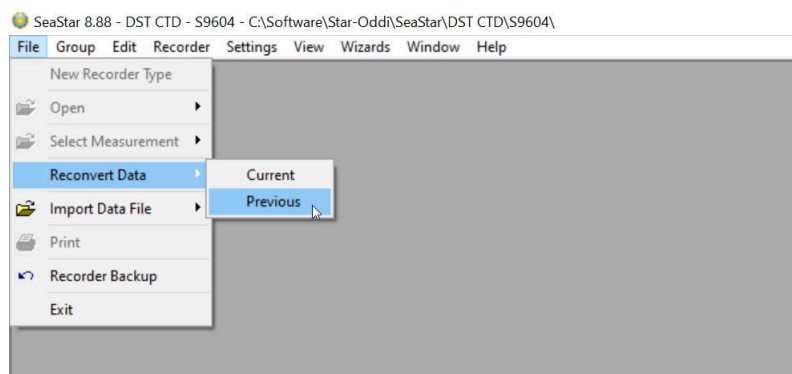 SeaStar 8.88 - DST CTD - S9604 - C:\Software\Star-Oddi\SeaStar\DST CTD\S9604\
File Group Edit Recorder Settings View Wizards Window Help
New Recorder Type
Open
Select Measurement
Reconvert Data
Current
Previous
Import Data File
Print
Recorder Backup
Exit